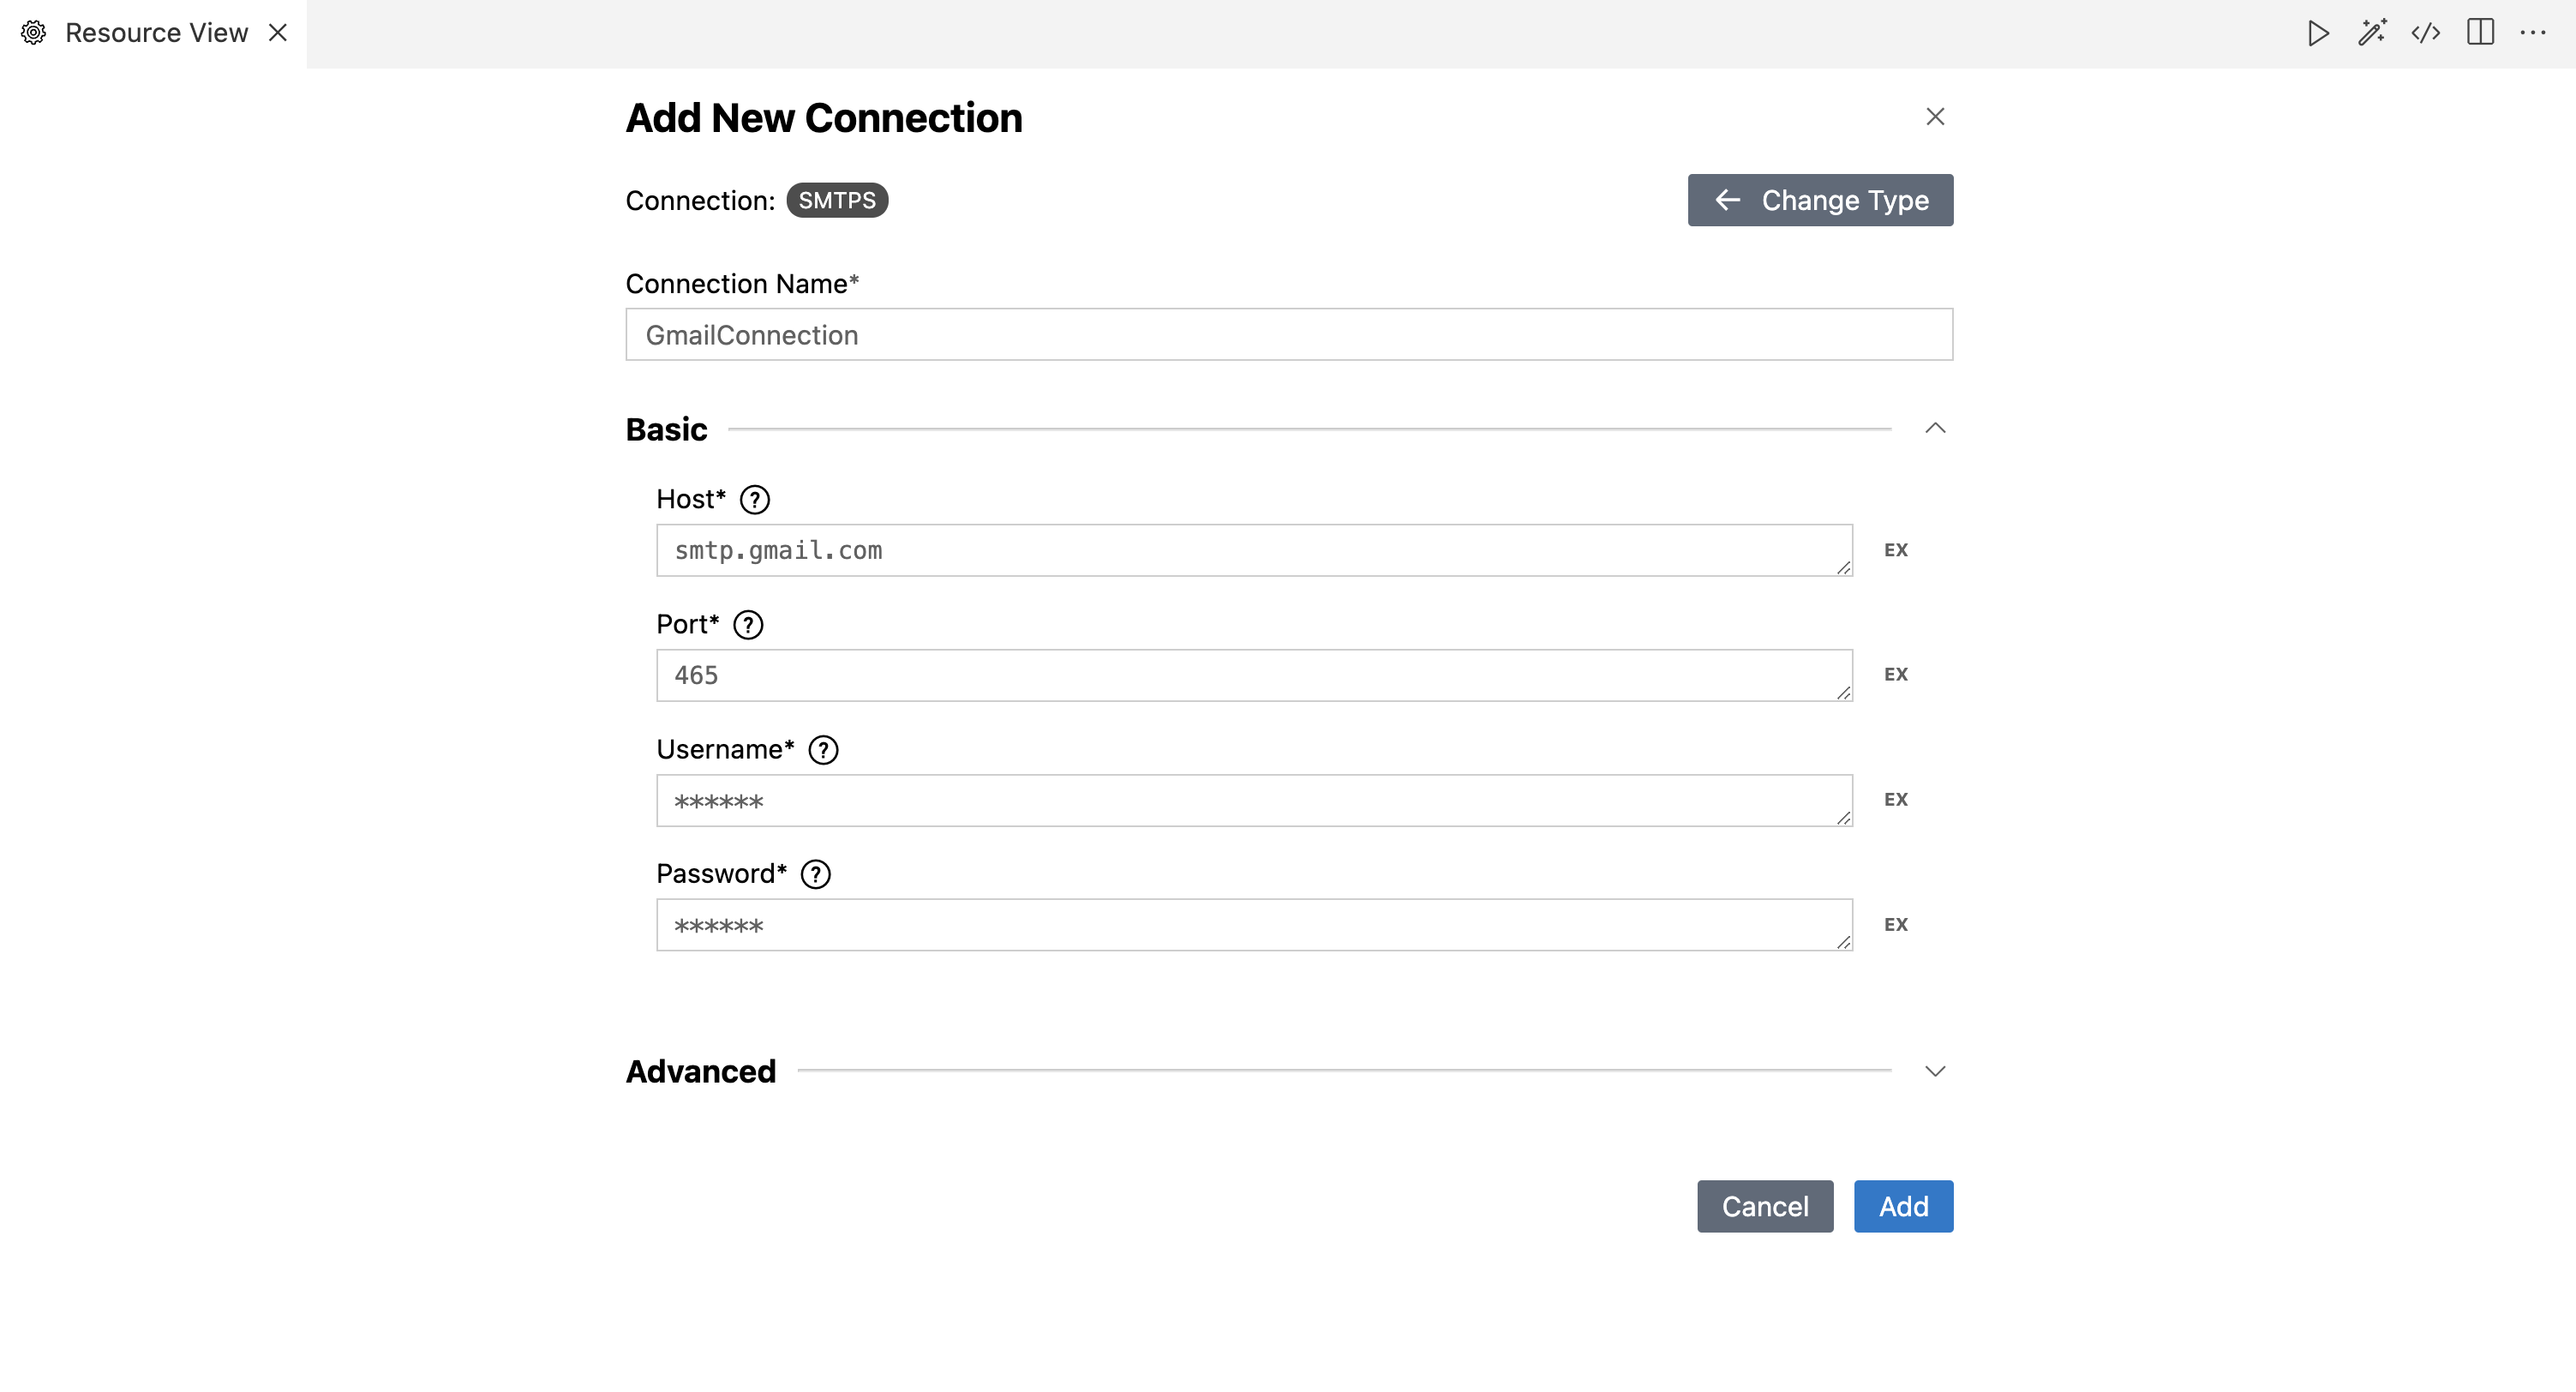 Resource View
Add New Connection
Connection: SMTPS
Change Type
Connection Name*
GmailConnection
Basic
Host* ?
smtp.gmail.com
EX
Port* ?
465
EX
Username* ?
******
EX
Password* ?
******
EX
Advanced
Cancel
Add